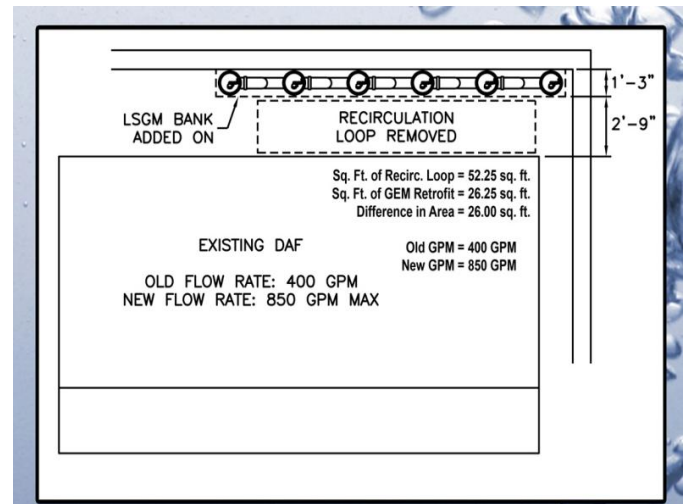 1'-3"
LSGM BANK
ADDED ON
RECIRCULATION
LOOP REMOVED
2'-9"
Sq. Ft. of Recirc. Loop = 52.25 sq. ft.
Sq. Ft. of GEM Retrofit = 26.25 sq. ft.
Difference in Area = 26.00 sq. ft.
EXISTING DAF
Old GPM = 400 GPM
New GPM = 850 GPM
OLD FLOW RATE: 400 GPM
NEW FLOW RATE: 850 GPM MAX